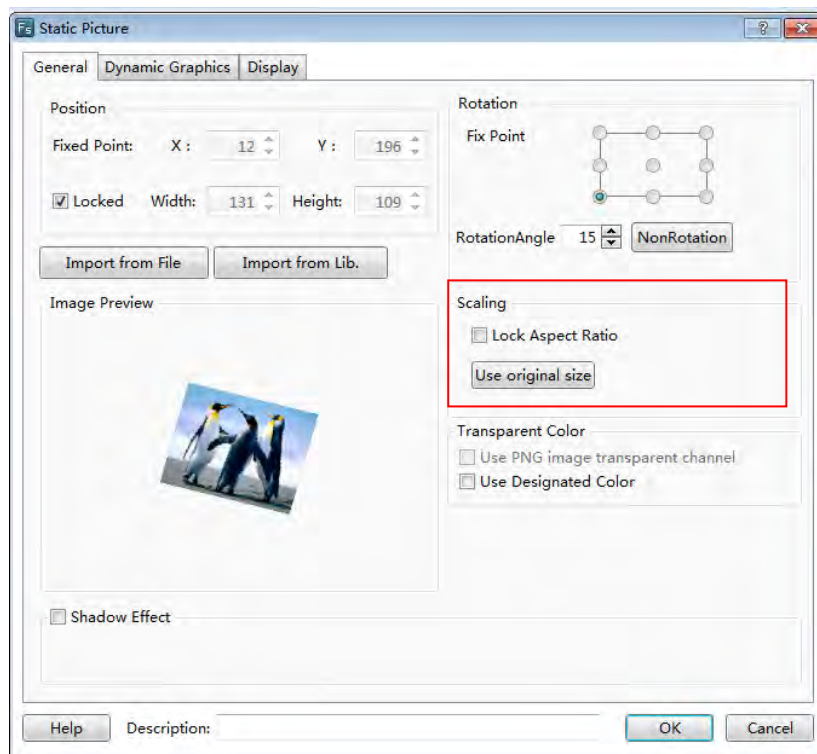 Fs Static Picture
General Dynamic Graphics Display
Position
Fixed Point: X : 12 Y : 196
Locked Width: 131 Height: 109
Import from File Import from Lib.
Image Preview
Shadow Effect
Rotation
Fix Point
RotationAngle 15 NonRotation
Scaling
Lock Aspect Ratio
Use original size
Transparent Color
Use PNG image transparent channel
Use Designated Color
Help Description: OK Cancel